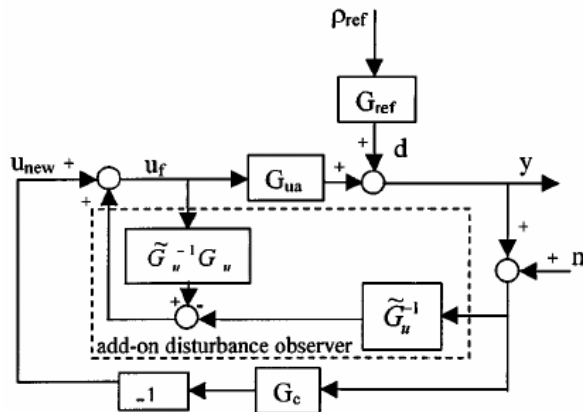 ρref
Gref
+
d
unew +
uf
Gua
+
y
+
+
G̃u⁻¹Gu
+
-
G̃u⁻¹
+ n
add-on disturbance observer
-1
Gc